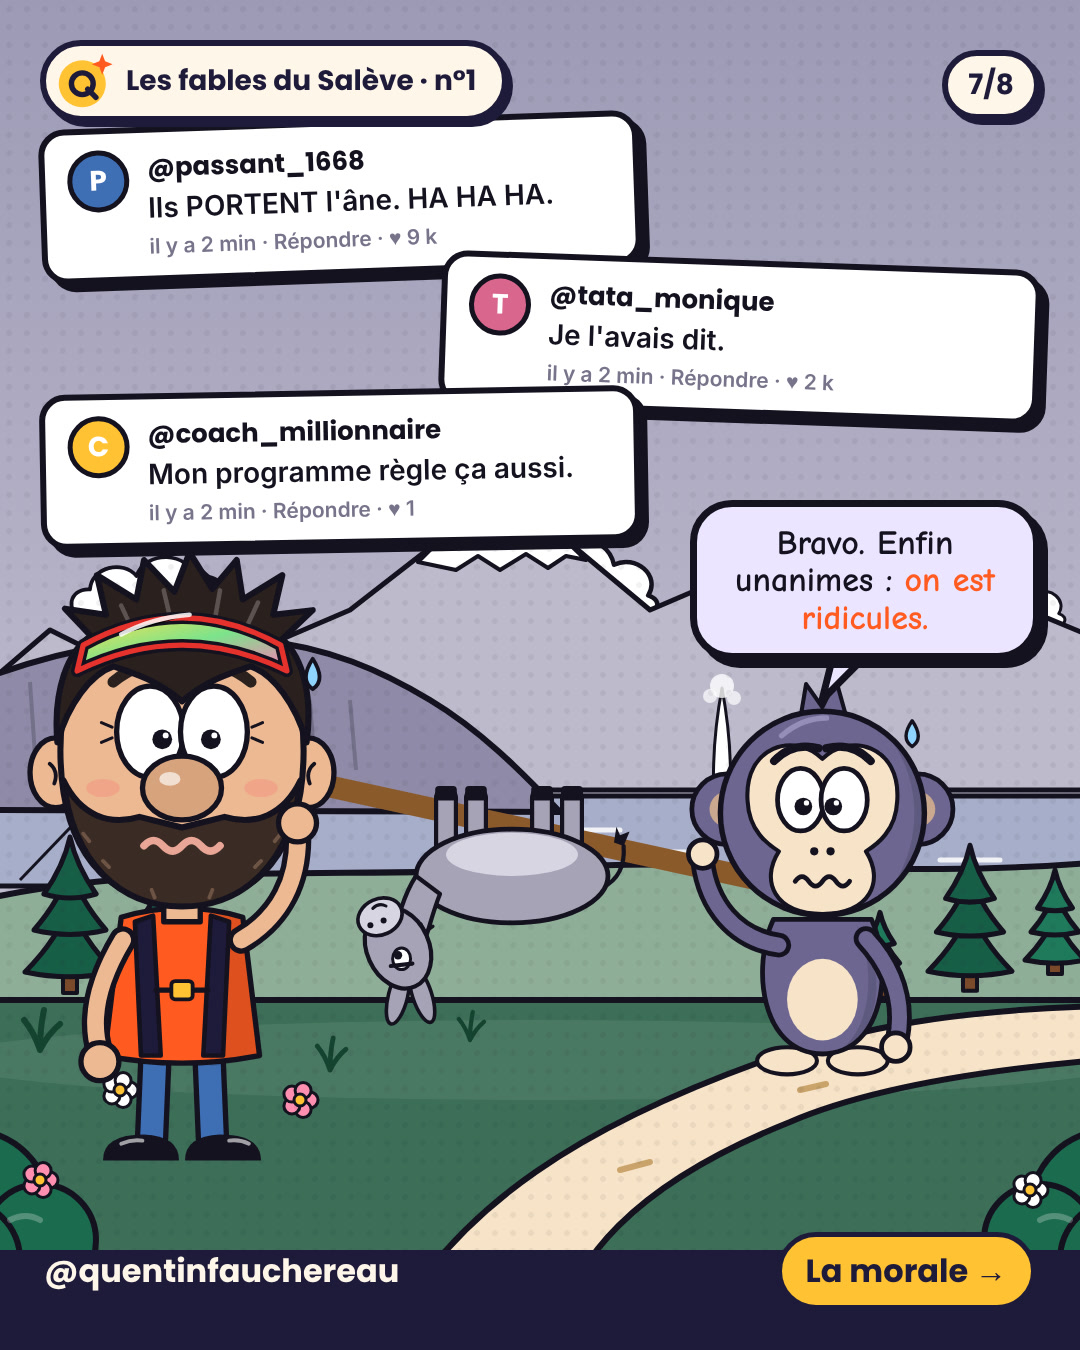 Q
Les fables du Salève · n°1
7/8
P
@passant_1668
Ils PORTENT l'âne. HA HA HA.
il y a 2 min · Répondre · ♥ 9 k
T
@tata_monique
Je l'avais dit.
il y a 2 min · Répondre · ♥ 2 k
C
@coach_millionnaire
Mon programme règle ça aussi.
il y a 2 min · Répondre · ♥ 1
Bravo. Enfin
unanimes : on est
ridicules.
@quentinfauchereau
La morale →